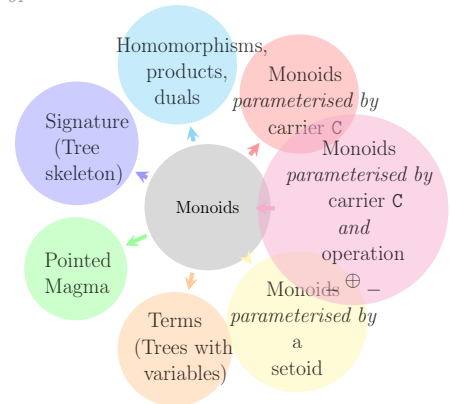 Homomorphisms,
products,
duals
Monoids
parameterised by
carrier C
Signature
(Tree
skeleton)
Monoids
parameterised by
carrier C
and
operation
_ ⊕ _
Monoids
Pointed
Magma
Monoids
parameterised by
a
setoid
Terms
(Trees with
variables)